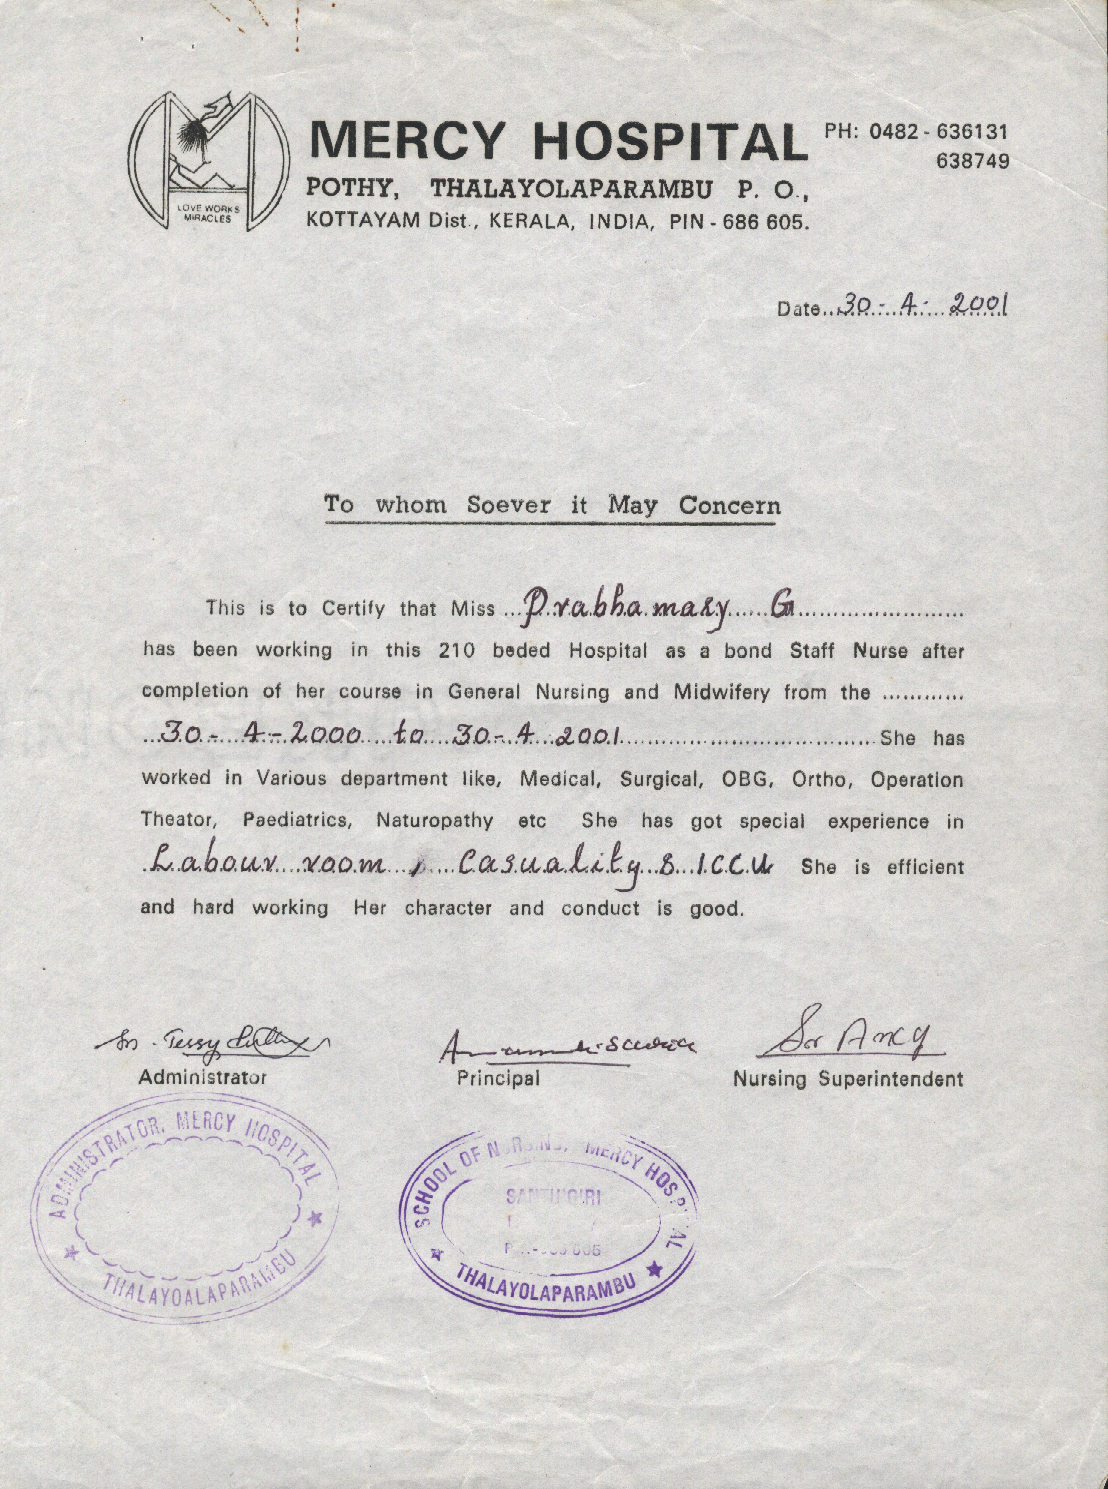 LOVE WORKS
MIRACLES
MERCY HOSPITAL
PH: 0482 - 636131
638749
POTHY, THALAYOLAPARAMBU P. O.,
KOTTAYAM Dist., KERALA, INDIA, PIN - 686 605.
Date...30.-..4.-....2001
To whom Soever it May Concern
This is to Certify that Miss ...Prabha mary.....G........................
has been working in this 210 beded Hospital as a bond Staff Nurse after
completion of her course in General Nursing and Midwifery from the ............
...30.-..4.-.2000....to...30.-.4..2001.....................................She has
worked in Various department like, Medical, Surgical, OBG, Ortho, Operation
Theator, Paediatrics, Naturopathy etc She has got special experience in
.Labour...room..,....Casuality..&..ICCU She is efficient
and hard working Her character and conduct is good.
Sr. Tessy
Sr Ancy
Administrator Principal Nursing Superintendent
ADMINISTRATOR, MERCY HOSPITAL
THALAYOALAPARAMBU
SCHOOL OF NURSING, MERCY HOSPITAL
THALAYOLAPARAMBU